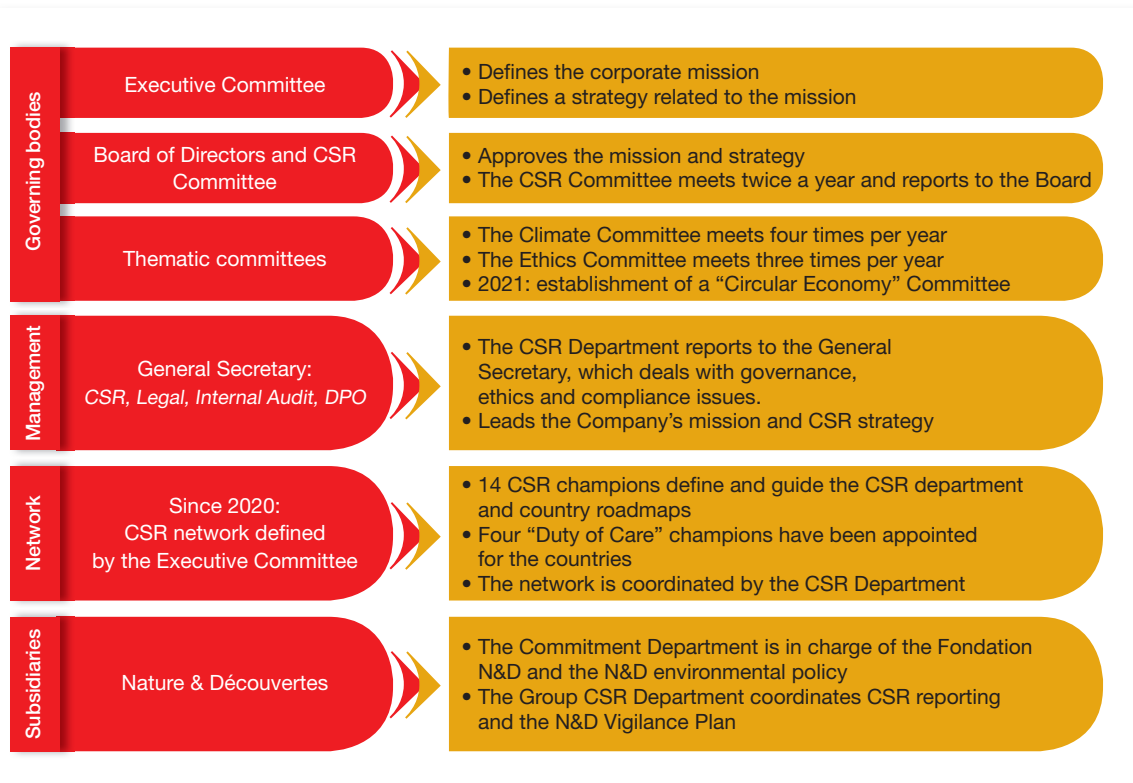 Governing bodies
Executive Committee
• Defines the corporate mission
• Defines a strategy related to the mission
Board of Directors and CSR
Committee
• Approves the mission and strategy
• The CSR Committee meets twice a year and reports to the Board
Thematic committees
• The Climate Committee meets four times per year
• The Ethics Committee meets three times per year
• 2021: establishment of a “Circular Economy” Committee
Management
General Secretary:
CSR, Legal, Internal Audit, DPO
• The CSR Department reports to the General
Secretary, which deals with governance,
ethics and compliance issues.
• Leads the Company’s mission and CSR strategy
Network
Since 2020:
CSR network defined
by the Executive Committee
• 14 CSR champions define and guide the CSR department
and country roadmaps
• Four “Duty of Care” champions have been appointed
for the countries
• The network is coordinated by the CSR Department
Subsidiaries
Nature & Découvertes
• The Commitment Department is in charge of the Fondation
N&D and the N&D environmental policy
• The Group CSR Department coordinates CSR reporting
and the N&D Vigilance Plan